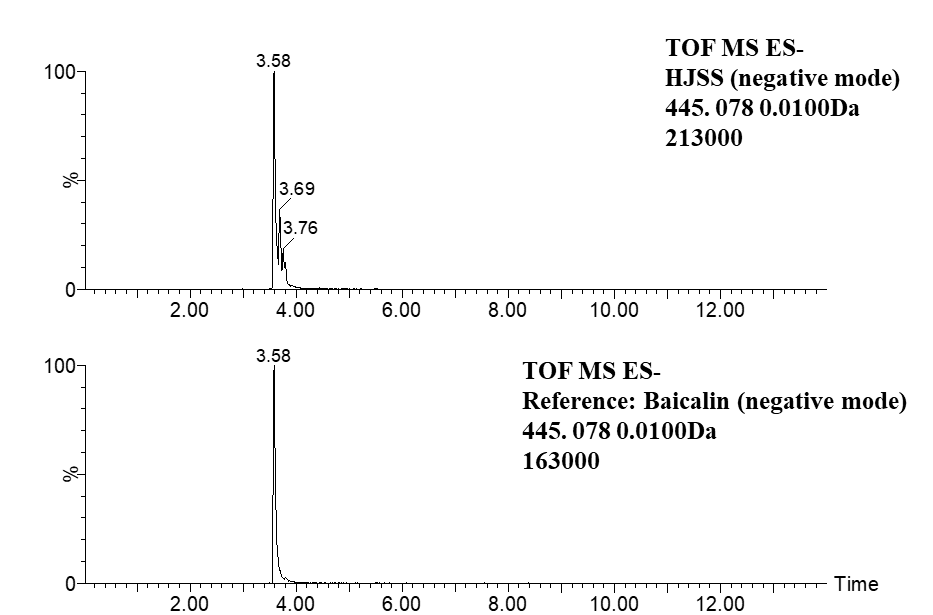 TOF MS ES-
HJSS (negative mode)
445. 078 0.0100Da
213000
3.58
100
3.69
%
3.76
0
2.00 4.00 6.00 8.00 10.00 12.00
TOF MS ES-
Reference: Baicalin (negative mode)
445. 078 0.0100Da
163000
3.58
100
%
0
Time
2.00 4.00 6.00 8.00 10.00 12.00